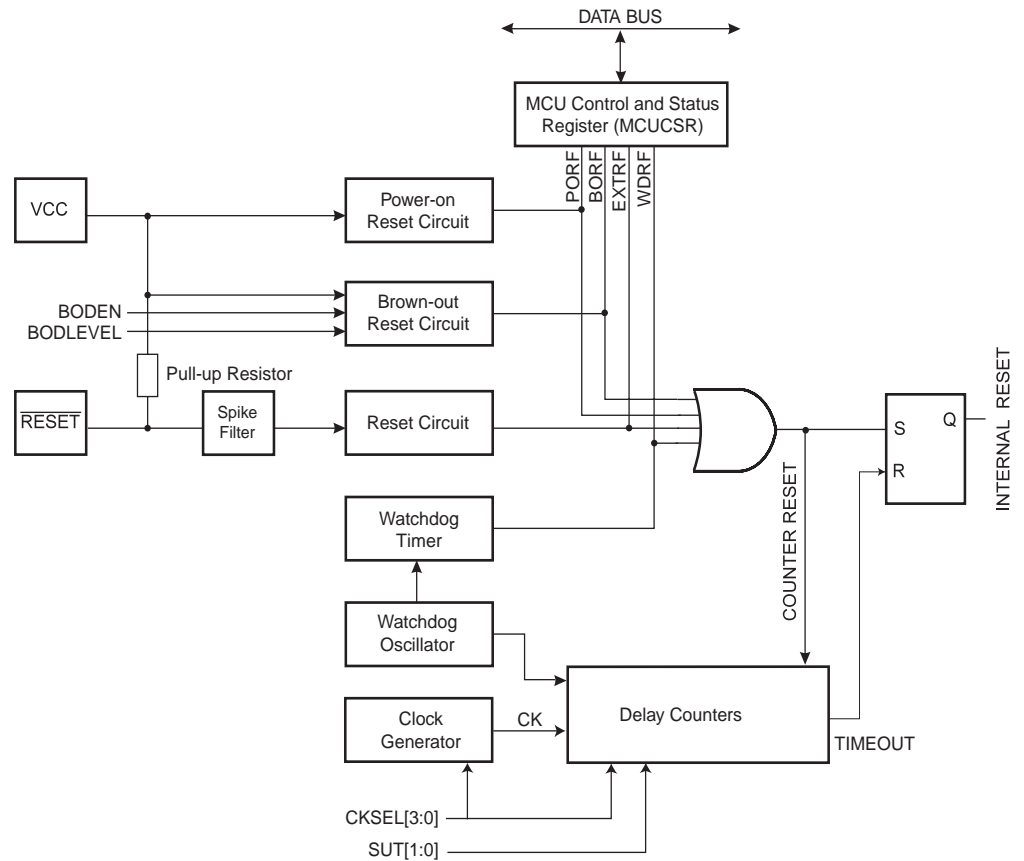 DATA BUS
MCU Control and Status
Register (MCUCSR)
PORF
BORF
EXTRF
WDRF
VCC
Power-on
Reset Circuit
BODEN
BODLEVEL
Brown-out
Reset Circuit
Pull-up Resistor
RESET
Spike
Filter
Reset Circuit
S
Q
R
INTERNAL RESET
Watchdog
Timer
COUNTER RESET
Watchdog
Oscillator
Clock
Generator
CK
Delay Counters
TIMEOUT
CKSEL[3:0]
SUT[1:0]